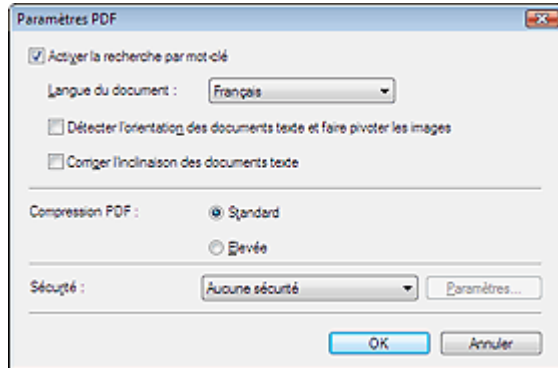 Paramètres PDF
Activer la recherche par mot-clé
Langue du document : Français
Détecter l'orientation des documents texte et faire pivoter les images
Corriger l'inclinaison des documents texte
Compression PDF : Standard
Elevée
Sécurité : Aucune sécurité Paramètres...
OK Annuler